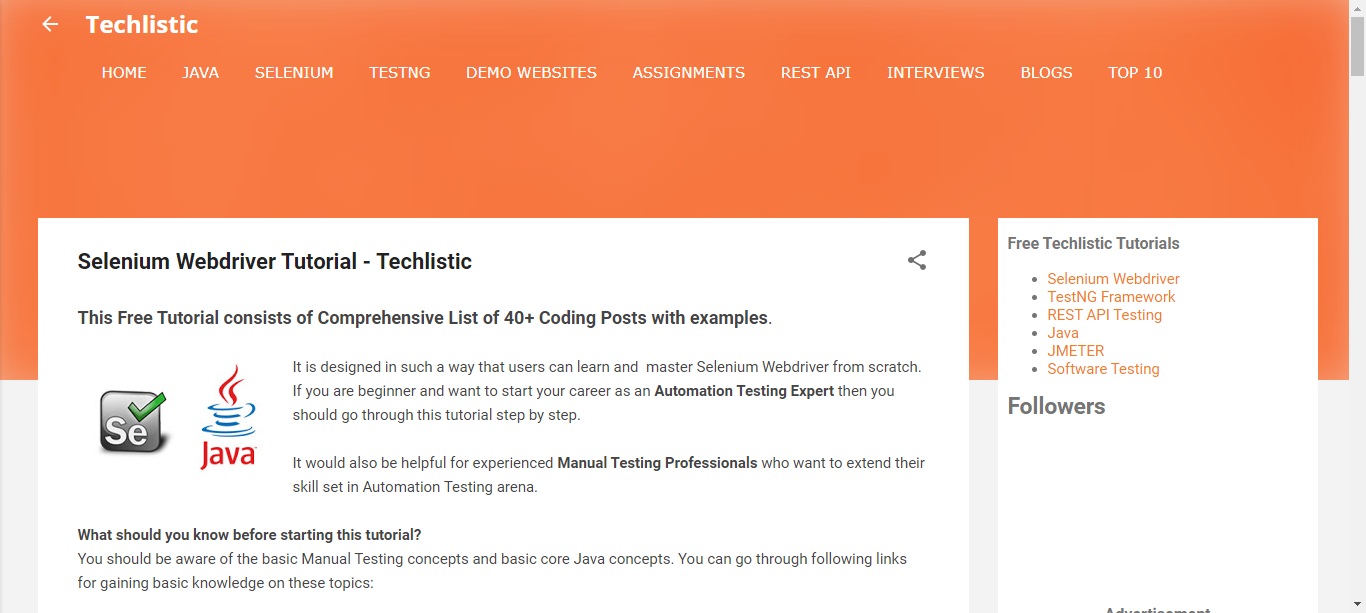 Techlistic
HOME JAVA SELENIUM TESTNG DEMO WEBSITES ASSIGNMENTS REST API INTERVIEWS BLOGS TOP 10
Selenium Webdriver Tutorial - Techlistic
This Free Tutorial consists of Comprehensive List of 40+ Coding Posts with examples.
Se
Java
It is designed in such a way that users can learn and  master Selenium Webdriver from scratch.
If you are beginner and want to start your career as an Automation Testing Expert then you
should go through this tutorial step by step.
It would also be helpful for experienced Manual Testing Professionals who want to extend their
skill set in Automation Testing arena.
What should you know before starting this tutorial?
You should be aware of the basic Manual Testing concepts and basic core Java concepts. You can go through following links
for gaining basic knowledge on these topics:
Free Techlistic Tutorials
Selenium Webdriver
TestNG Framework
REST API Testing
Java
JMETER
Software Testing
Followers
Advertisement